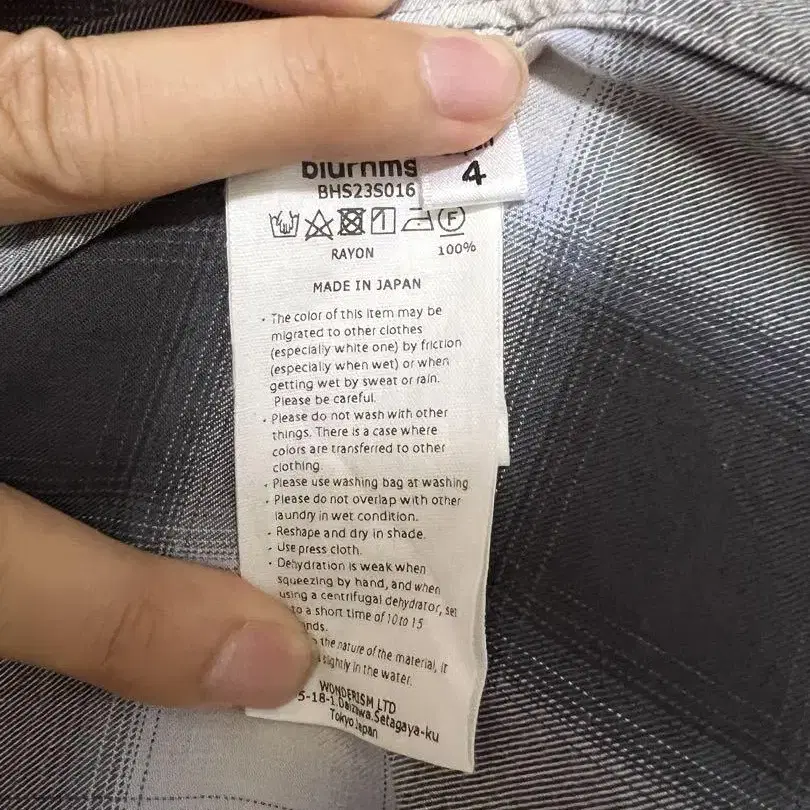 blurhms
4
BHS23S016
F
RAYON 100%
MADE IN JAPAN
• The color of this item may be
migrated to other clothes
(especially white one) by friction
(especially when wet) or when
getting wet by sweat or rain.
Please be careful.
• Please do not wash with other
things. There is a case where
colors are transferred to other
clothing.
• Please use washing bag at washing
• Please do not overlap with other
laundry in wet condition.
• Reshape and dry in shade.
• Use press cloth.
• Dehydration is weak when
squeezing by hand, and when
using a centrifugal dehydrator, set
to a short time of 10 to 15
the nature of the material, it
slightly in the water.
WONDERISM LTD
5-18-1,Daizawa,Setagaya-ku
Tokyo Japan